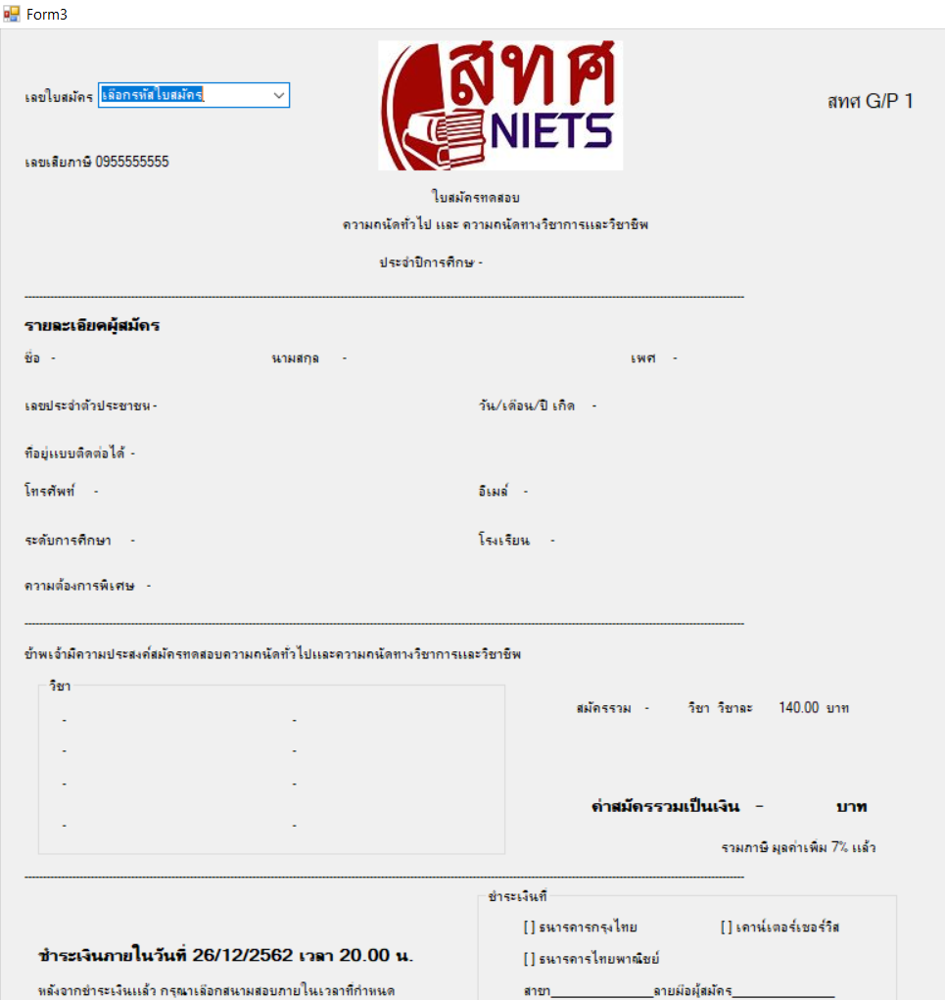 Form3
เลขใบสมัคร เลือกรหัสใบสมัคร
สทศ
NIETS
สทศ G/P 1
เลขเสียภาษี 0955555555
ใบสมัครทดสอบ
ความถนัดทั่วไป และ ความถนัดทางวิชาการและวิชาชีพ
ประจำปีการศึกษ -
รายละเอียดผู้สมัคร
ชื่อ - นามสกุล - เพศ -
เลขประจำตัวประชาชน - วัน/เดือน/ปี เกิด -
ที่อยู่แบบติดต่อได้ -
โทรศัพท์ - อีเมล์ -
ระดับการศึกษา - โรงเรียน -
ความต้องการพิเศษ -
ข้าพเจ้ามีความประสงค์สมัครทดสอบความถนัดทั่วไปและความถนัดทางวิชาการและวิชาชีพ
วิชา
- -
- -
- -
- -
สมัครรวม - วิชา วิชาละ 140.00 บาท
ค่าสมัครรวมเป็นเงิน - บาท
รวมภาษี มูลค่าเพิ่ม 7% แล้ว
ชำระเงินภายในวันที่ 26/12/2562 เวลา 20.00 น.
หลังจากชำระเงินแล้ว กรุณาเลือกสนามสอบภายในเวลาที่กำหนด
ชำระเงินที่
[ ] ธนาคารกรุงไทย [ ] เคาน์เตอร์เซอร์วิส
[ ] ธนาคารไทยพาณิชย์
สาขา_______________ลายมือผู้สมัคร_______________